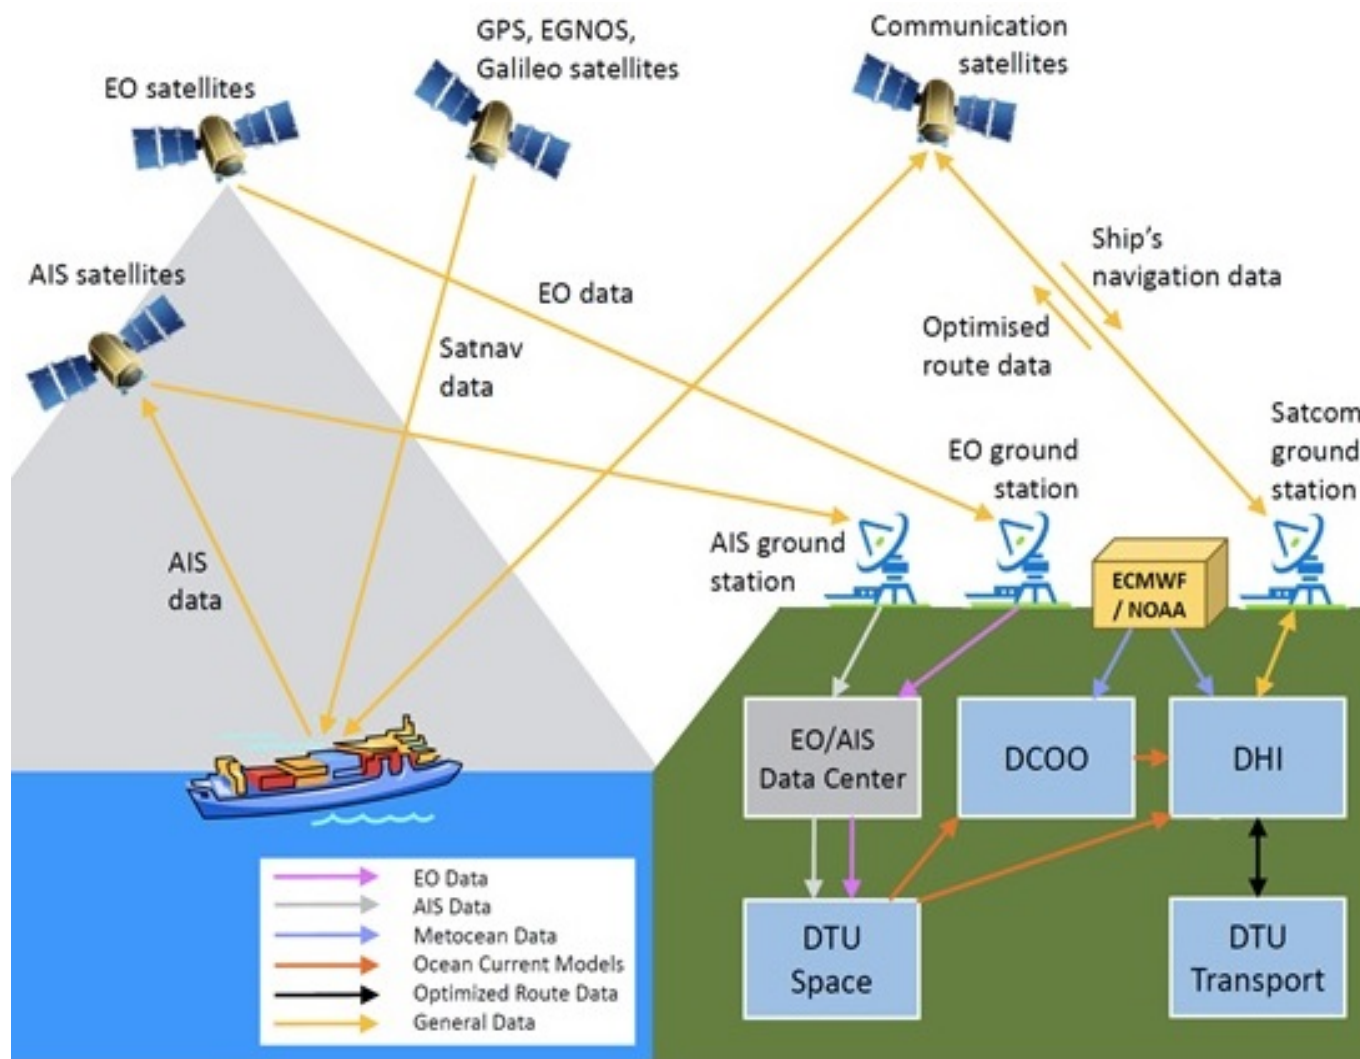 GPS, EGNOS,
Galileo satellites
Communication
satellites
EO satellites
AIS satellites
EO data
Ship's
navigation data
Optimised
route data
Satnav
data
Satcom
ground
station
EO ground
station
AIS ground
station
AIS
data
ECMWF
/ NOAA
EO/AIS
Data Center
DCOO
DHI
DTU
Space
DTU
Transport
EO Data
AIS Data
Metocean Data
Ocean Current Models
Optimized Route Data
General Data